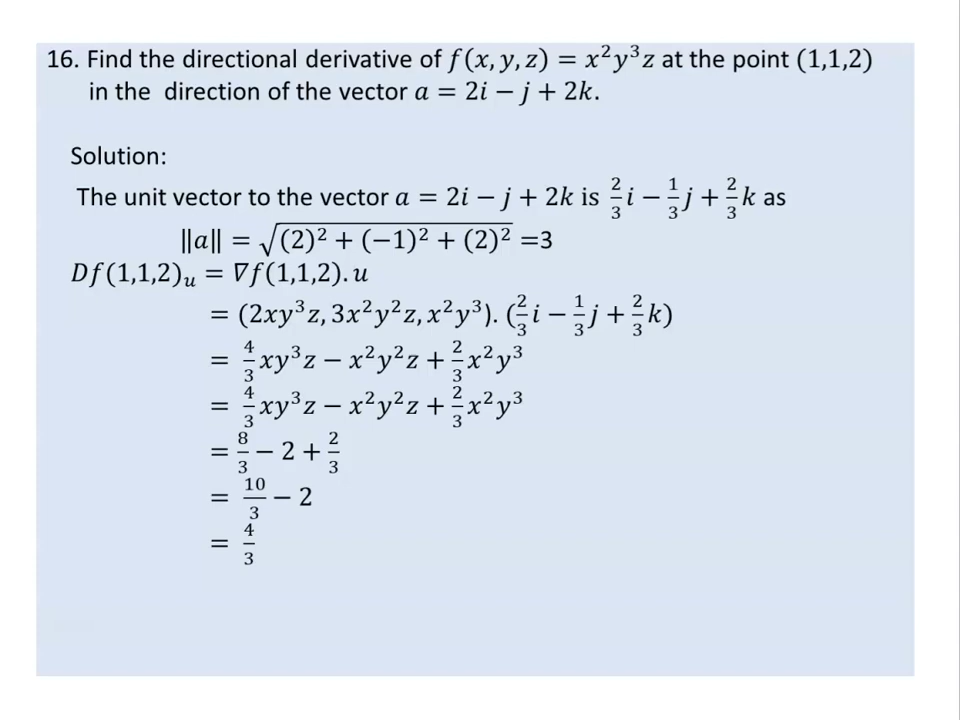 16. Find the directional derivative of f(x, y, z) = x²y³z at the point (1,1,2)
in the direction of the vector a = 2i − j + 2k.
Solution:
The unit vector to the vector a = 2i − j + 2k is 2/3 i − 1/3 j + 2/3 k as
‖a‖ = √((2)² + (−1)² + (2)²) =3
Df(1,1,2)ᵤ = ∇f(1,1,2). u
= (2xy³z, 3x²y²z, x²y³). (2/3 i − 1/3 j + 2/3 k)
= 4/3 xy³z − x²y²z + 2/3 x²y³
= 4/3 xy³z − x²y²z + 2/3 x²y³
= 8/3 − 2 + 2/3
= 10/3 − 2
= 4/3